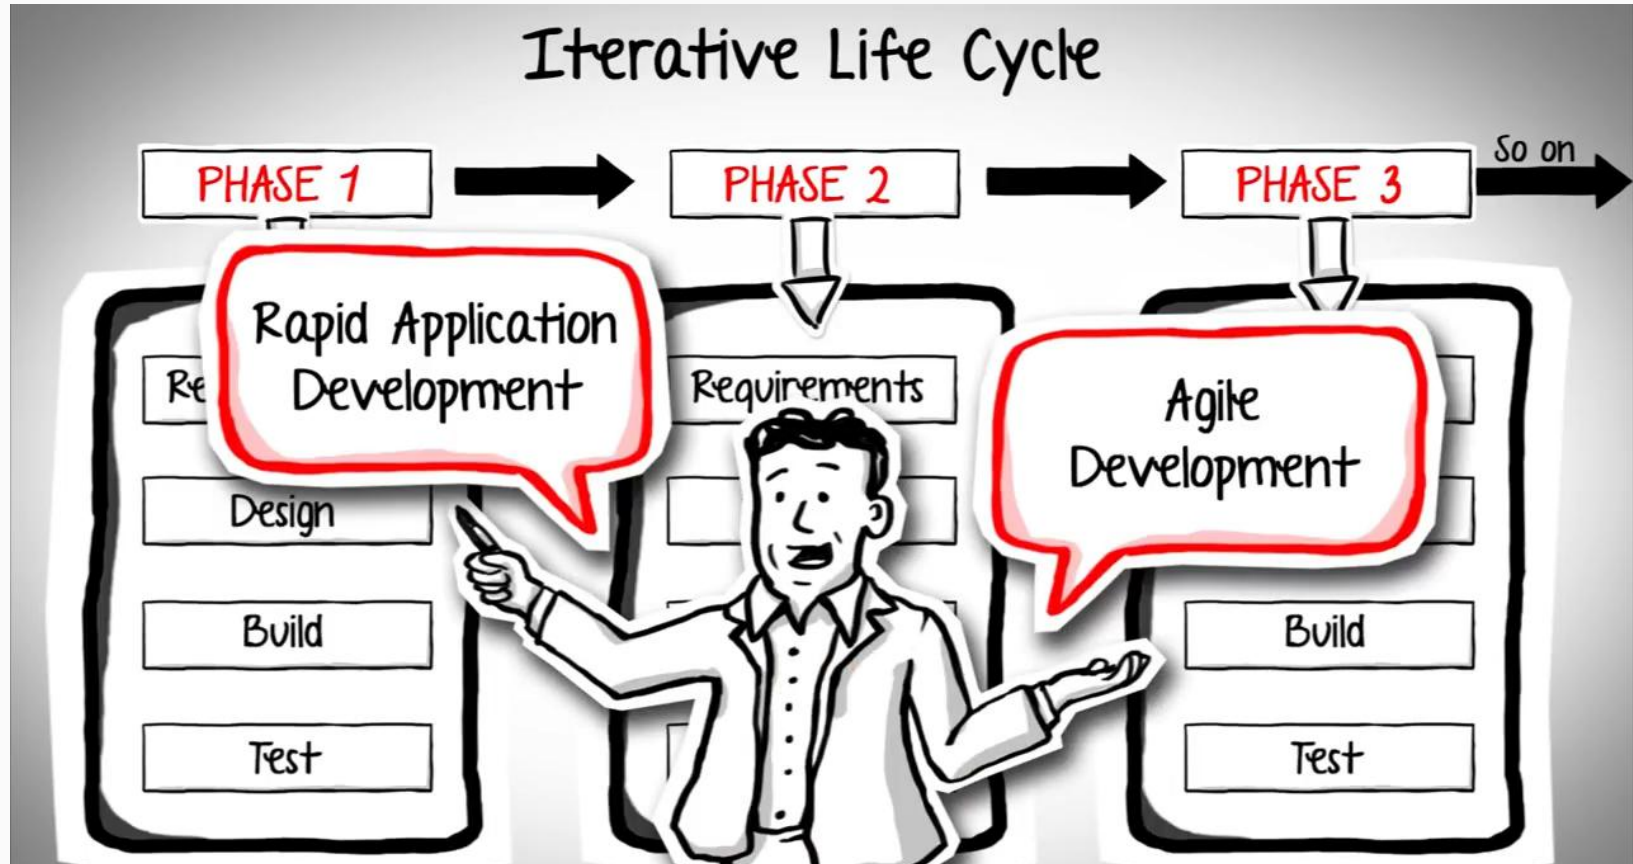 Iterative Life Cycle
PHASE 1
PHASE 2
PHASE 3
So on
Rapid Application
Development
Re
Design
Build
Test
Requirements
Agile
Development
Build
Test